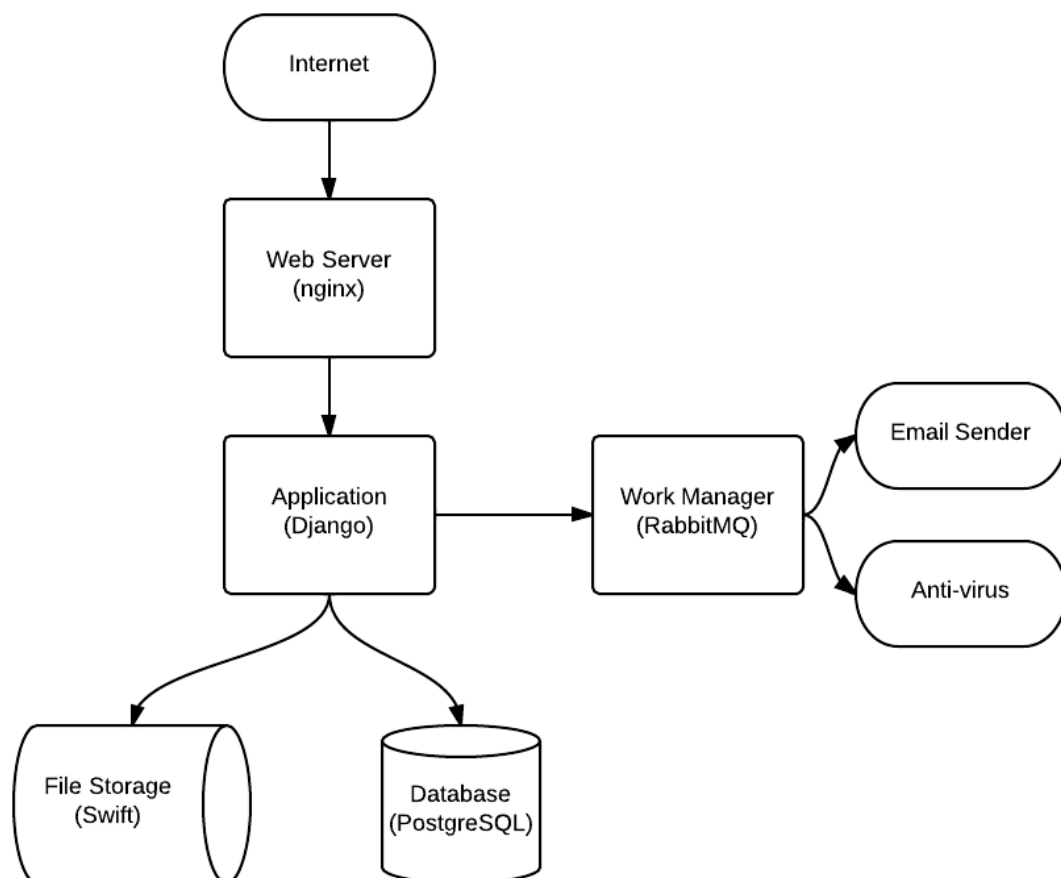 Internet
Web Server
(nginx)
Application
(Django)
Work Manager
(RabbitMQ)
Email Sender
Anti-virus
File Storage
(Swift)
Database
(PostgreSQL)